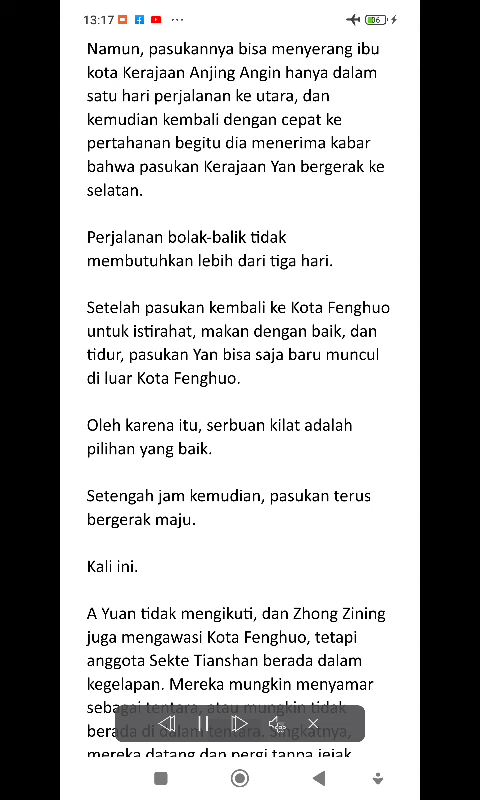 13:17
06
Namun, pasukannya bisa menyerang ibu
kota Kerajaan Anjing Angin hanya dalam
satu hari perjalanan ke utara, dan
kemudian kembali dengan cepat ke
pertahanan begitu dia menerima kabar
bahwa pasukan Kerajaan Yan bergerak ke
selatan.
Perjalanan bolak-balik tidak
membutuhkan lebih dari tiga hari.
Setelah pasukan kembali ke Kota Fenghuo
untuk istirahat, makan dengan baik, dan
tidur, pasukan Yan bisa saja baru muncul
di luar Kota Fenghuo.
Oleh karena itu, serbuan kilat adalah
pilihan yang baik.
Setengah jam kemudian, pasukan terus
bergerak maju.
Kali ini.
A Yuan tidak mengikuti, dan Zhong Zining
juga mengawasi Kota Fenghuo, tetapi
anggota Sekte Tianshan berada dalam
kegelapan. Mereka mungkin menyamar
sebagai tentara, atau mungkin tidak
berada di dalam tentara. Singkatnya,
mereka datang dan pergi tanpa jejak